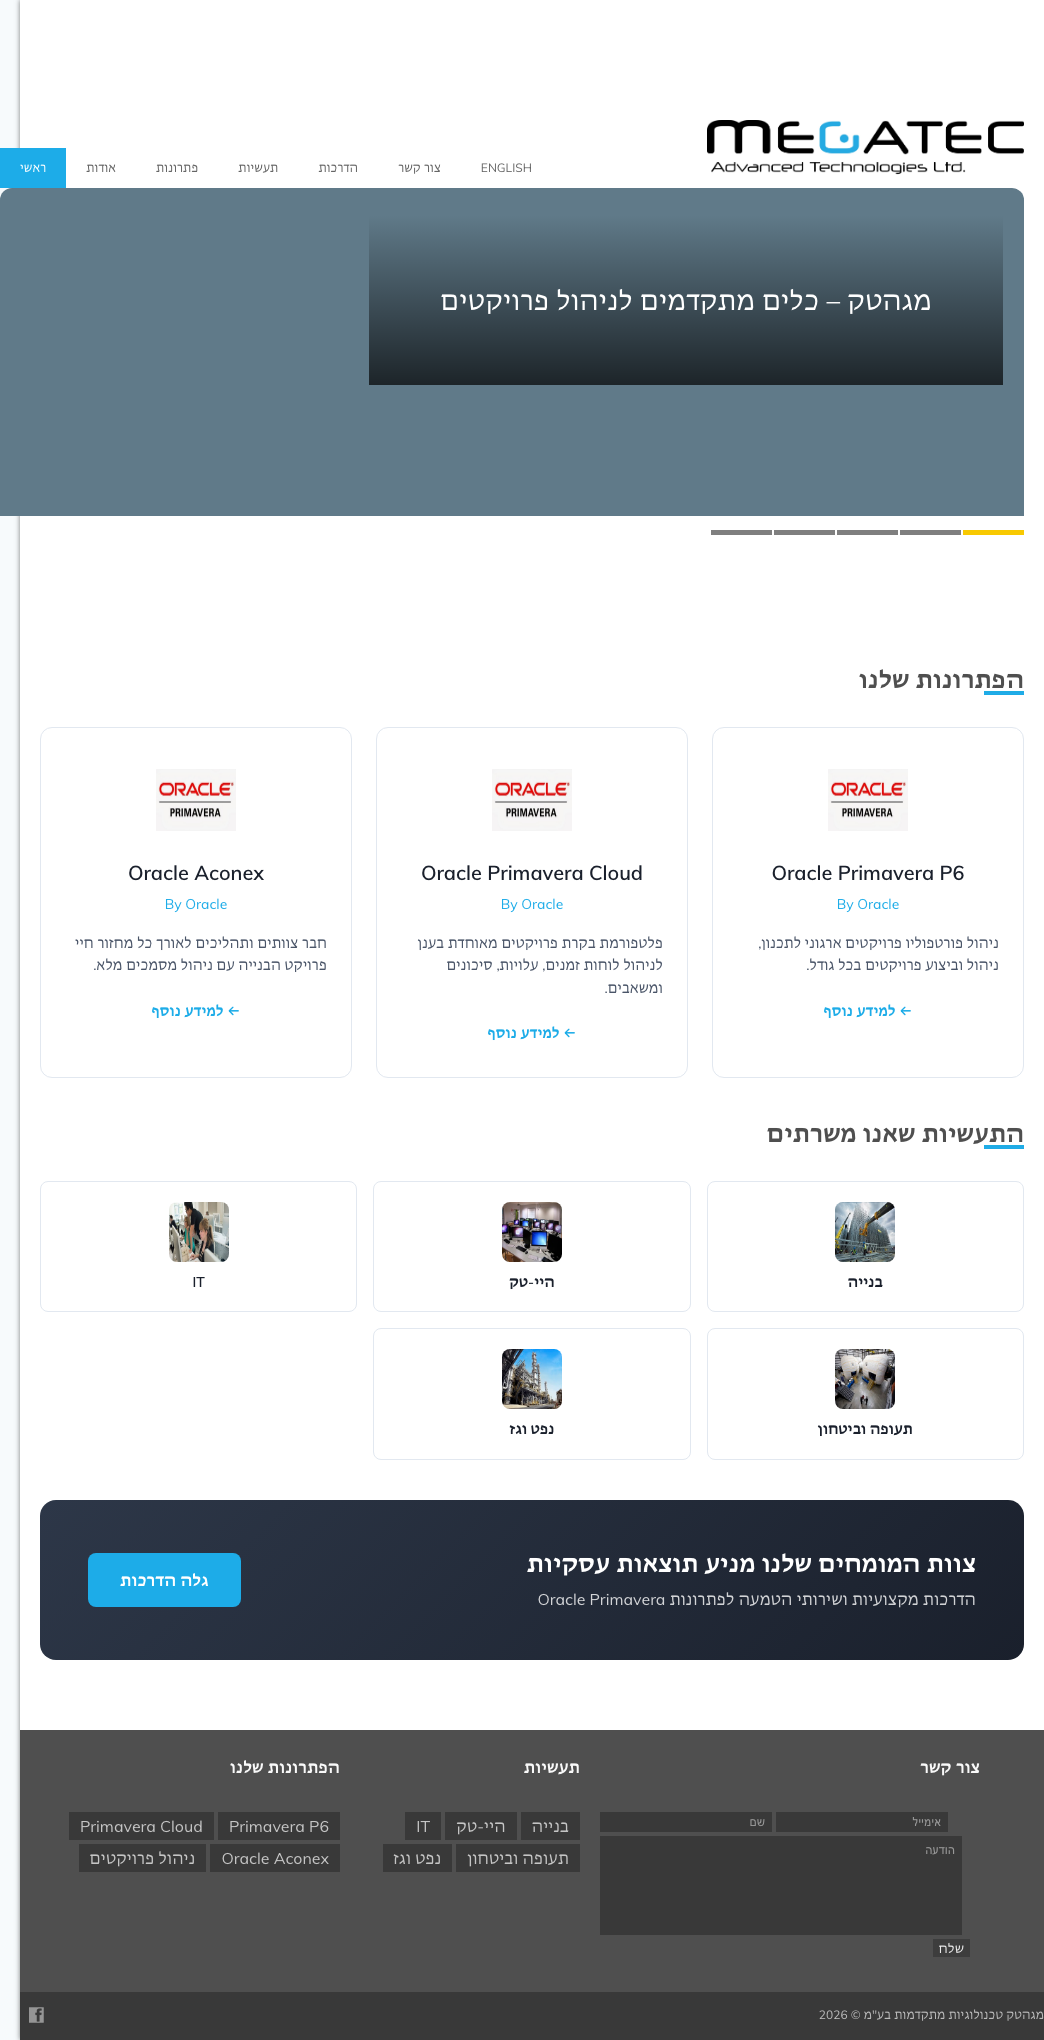 MEGATEC
Advanced Technologies Ltd.
ראשי
אודות
פתרונות
תעשיות
הדרכות
צור קשר
ENGLISH
מגהטק – כלים מתקדמים לניהול פרויקטים
הפתרונות שלנו
ORACLE
PRIMAVERA
Oracle Primavera P6
By Oracle
ניהול פורטפוליו פרויקטים ארגוני לתכנון,
ניהול וביצוע פרויקטים בכל גודל.
למידע נוסף ←
ORACLE
PRIMAVERA
Oracle Primavera Cloud
By Oracle
פלטפורמת בקרת פרויקטים מאוחדת בענן
לניהול לוחות זמנים, עלויות, סיכונים
ומשאבים.
למידע נוסף ←
ORACLE
PRIMAVERA
Oracle Aconex
By Oracle
חבר צוותים ותהליכים לאורך כל מחזור חיי
פרויקט הבנייה עם ניהול מסמכים מלא.
למידע נוסף ←
התעשיות שאנו משרתים
בנייה
היי-טק
IT
תעופה וביטחון
נפט וגז
צוות המומחים שלנו מניע תוצאות עסקיות
הדרכות מקצועיות ושירותי הטמעה לפתרונות Oracle Primavera
גלה הדרכות
צור קשר
אימייל
שם
הודעה
שלח
תעשיות
בנייה
היי-טק
IT
תעופה וביטחון
נפט וגז
הפתרונות שלנו
Primavera P6
Primavera Cloud
Oracle Aconex
ניהול פרויקטים
מגהטק טכנולוגיות מתקדמות בע"מ © 2026